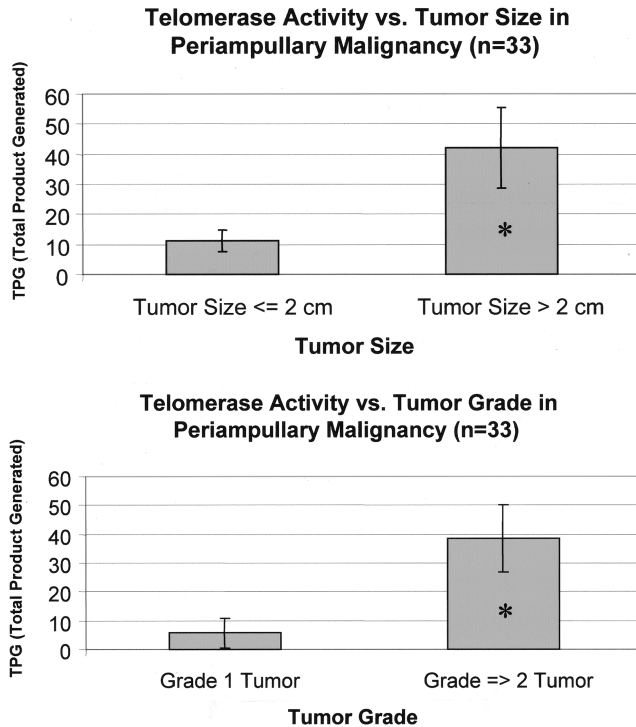 Telomerase Activity vs. Tumor Size in
Periampullary Malignancy (n=33)
TPG (Total Product Generated)
60
50
40
30
20
10
0
*
Tumor Size <= 2 cm
Tumor Size > 2 cm
Tumor Size
Telomerase Activity vs. Tumor Grade in
Periampullary Malignancy (n=33)
TPG (Total Product Generated)
60
50
40
30
20
10
0
*
Grade 1 Tumor
Grade => 2 Tumor
Tumor Grade